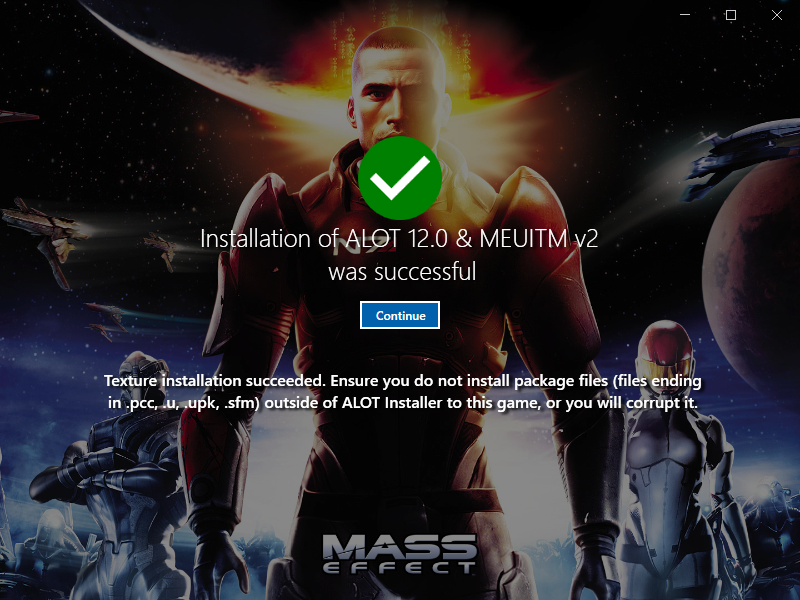 Installation of ALOT 12.0 & MEUITM v2
was successful
Continue
Texture installation succeeded. Ensure you do not install package files (files ending
in .pcc, .u, .upk, .sfm) outside of ALOT Installer to this game, or you will corrupt it.
MASS
EFFECT